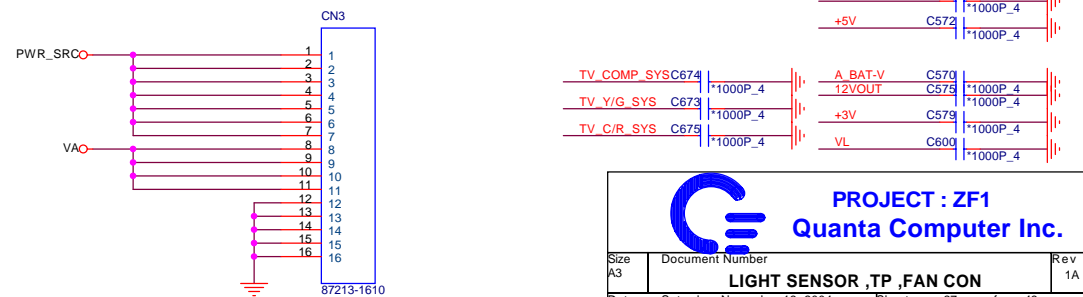 CN3
PWR_SRC
1 1
2 2
3 3
4 4
5 5
6 6
7 7
VA
8 8
9 9
10 10
11 11
12 12
13 13
14 14
15 15
16 16
87213-1610
TV_COMP_SYS C674 *1000P_4
TV_Y/G_SYS C673 *1000P_4
TV_C/R_SYS C675 *1000P_4
*1000P_4
+5V C572 *1000P_4
A_BAT-V C570 *1000P_4
12VOUT C575 *1000P_4
+3V C579 *1000P_4
VL C600 *1000P_4
PROJECT : ZF1
Quanta Computer Inc.
Size Document Number Rev
A3 LIGHT SENSOR ,TP ,FAN CON 1A